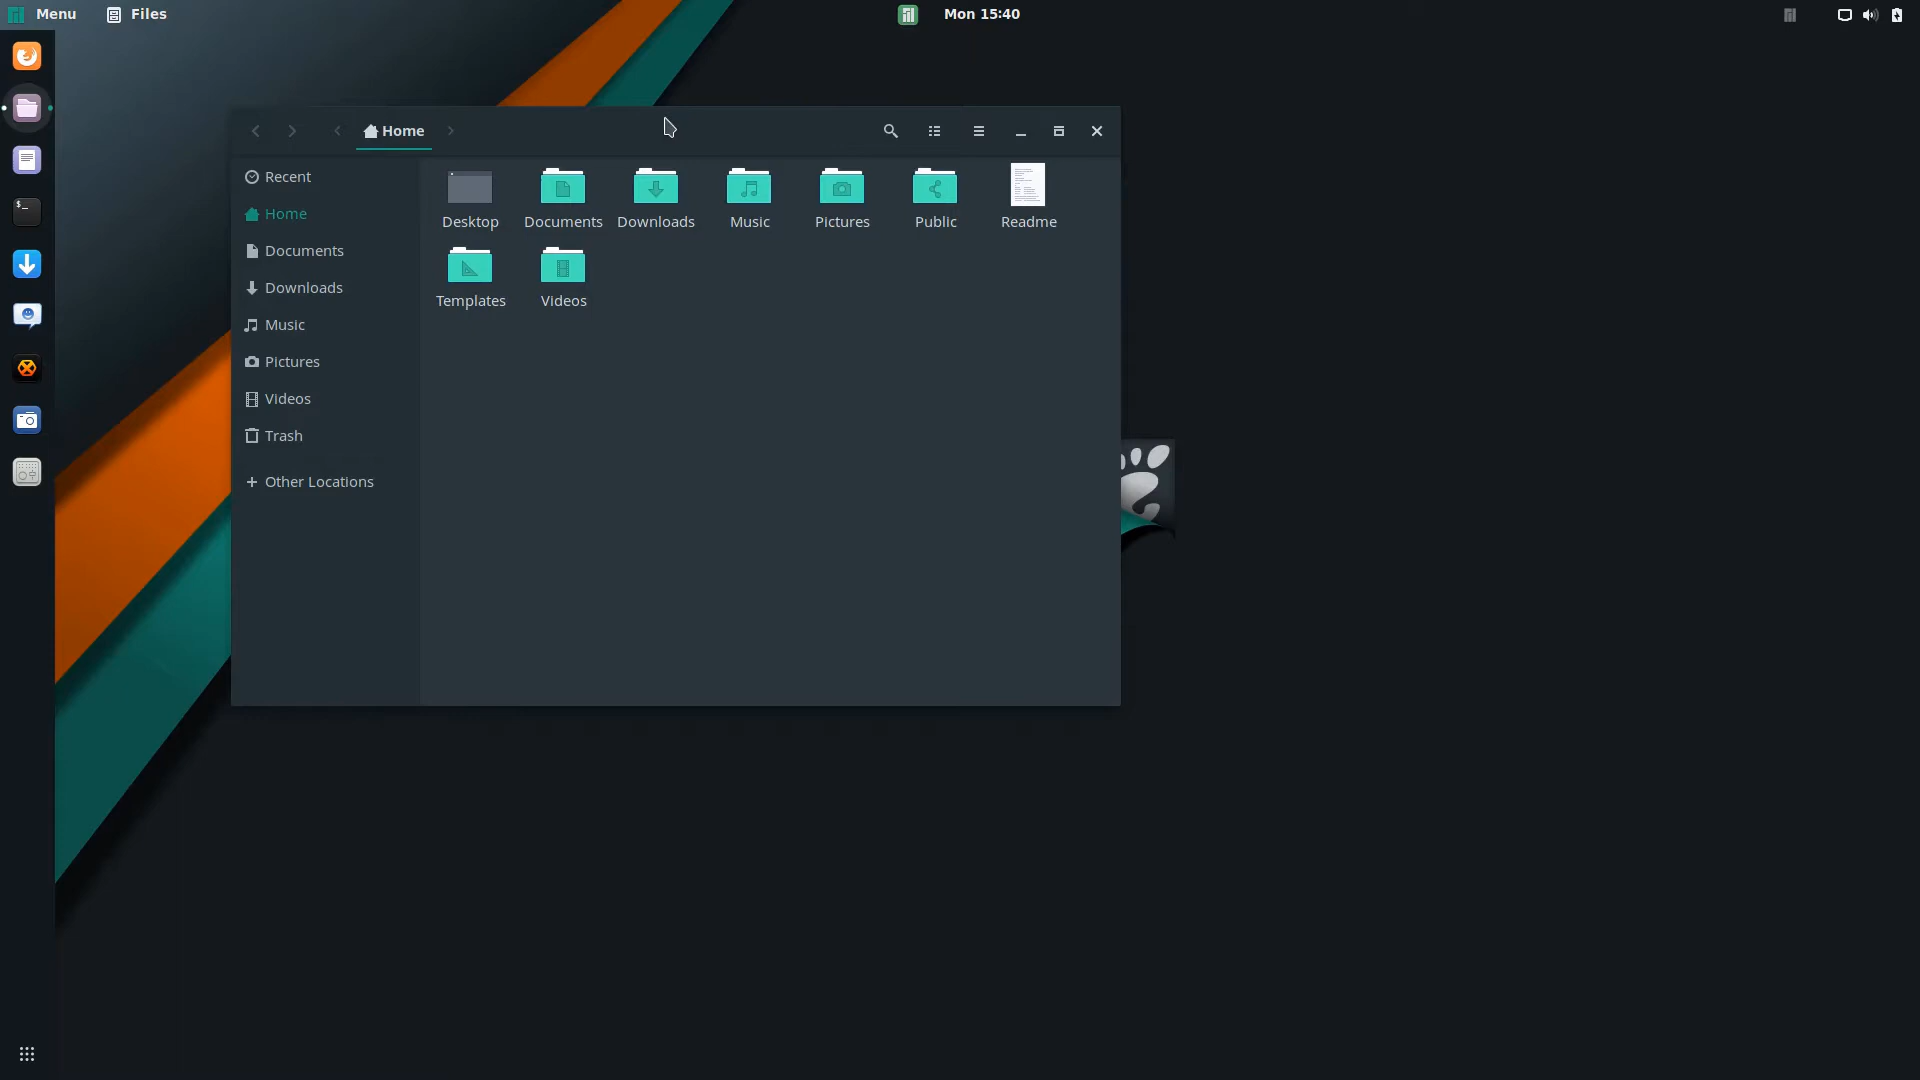 Menu Files Mon 15:40
Home
Recent
Home
Documents
Downloads
Music
Pictures
Videos
Trash
Other Locations
Desktop Documents Downloads Music Pictures Public Readme
Templates Videos
$_